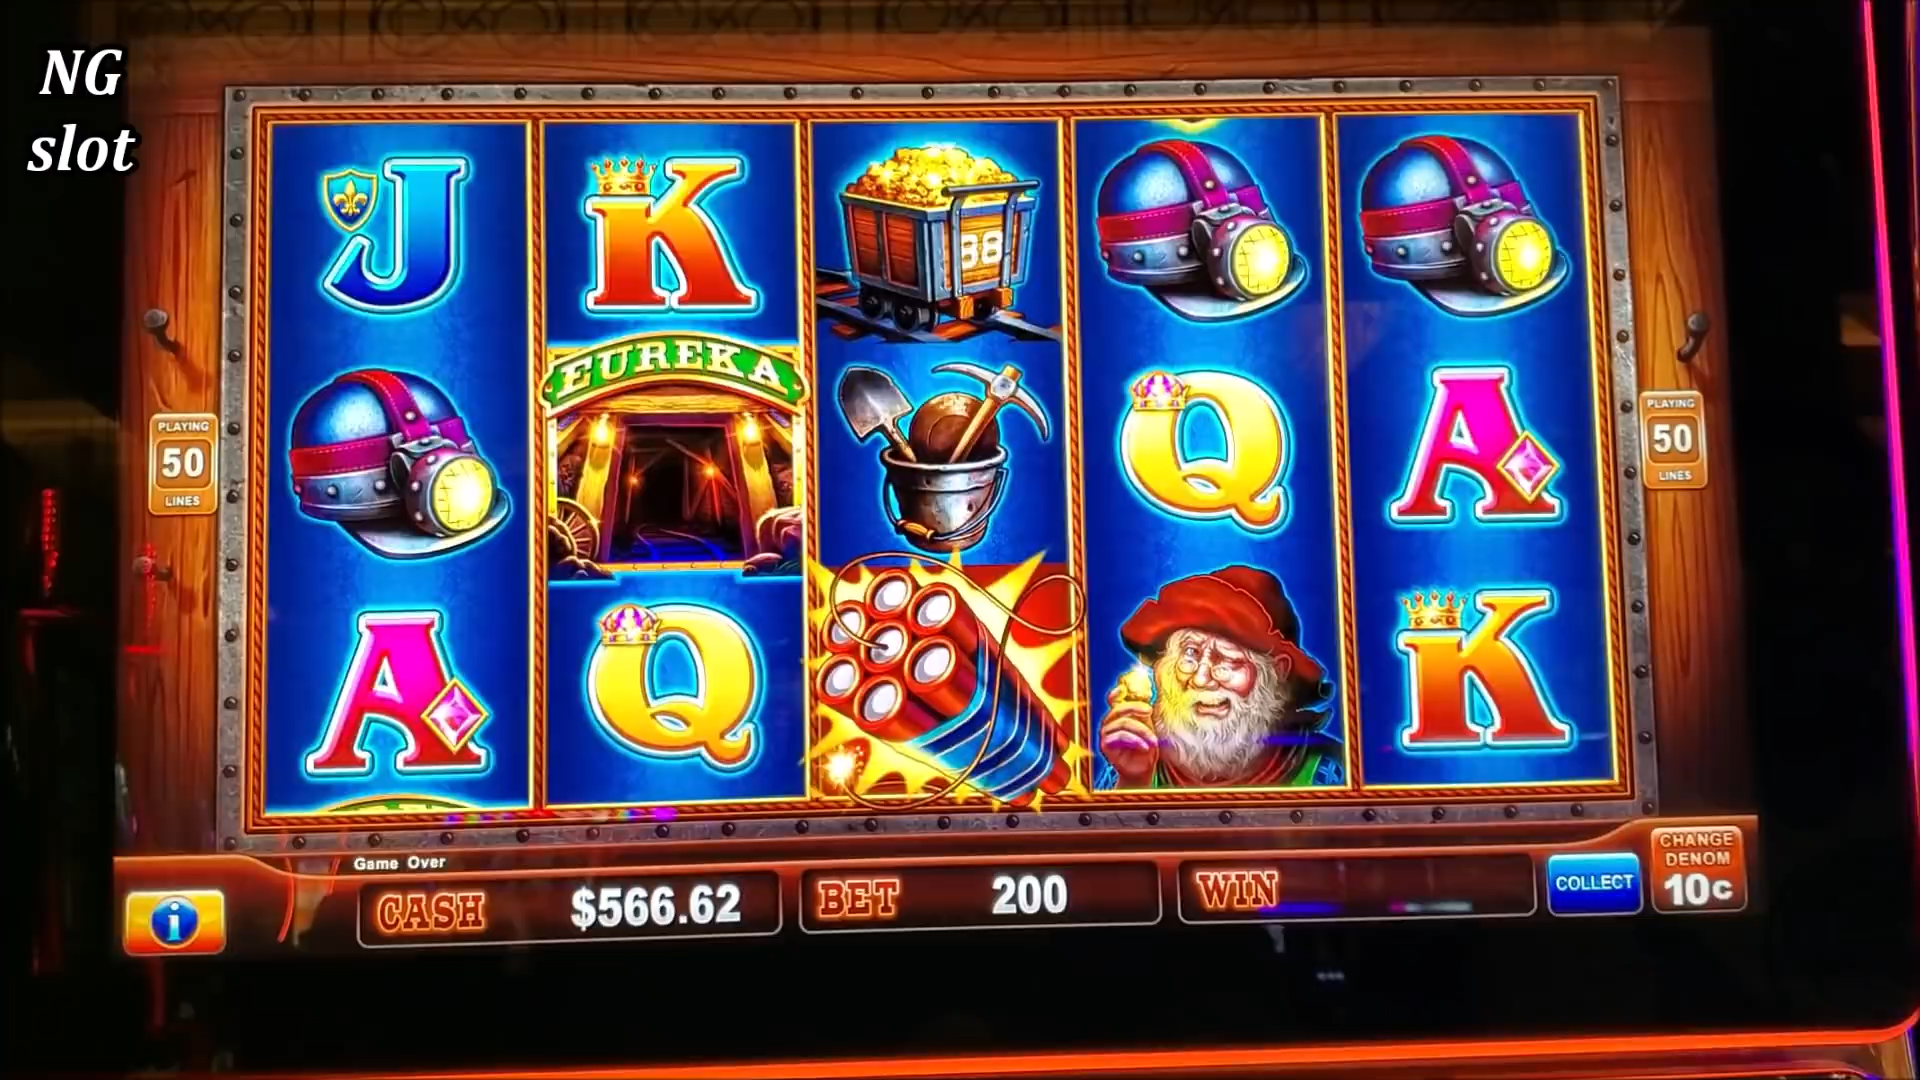 NG
slot
J
K
88
EUREKA
Q
A
PLAYING
50
LINES
PLAYING
50
LINES
A
Q
K
Game Over
CASH $566.62
BET 200
WIN
COLLECT
CHANGE
DENOM
10¢
i